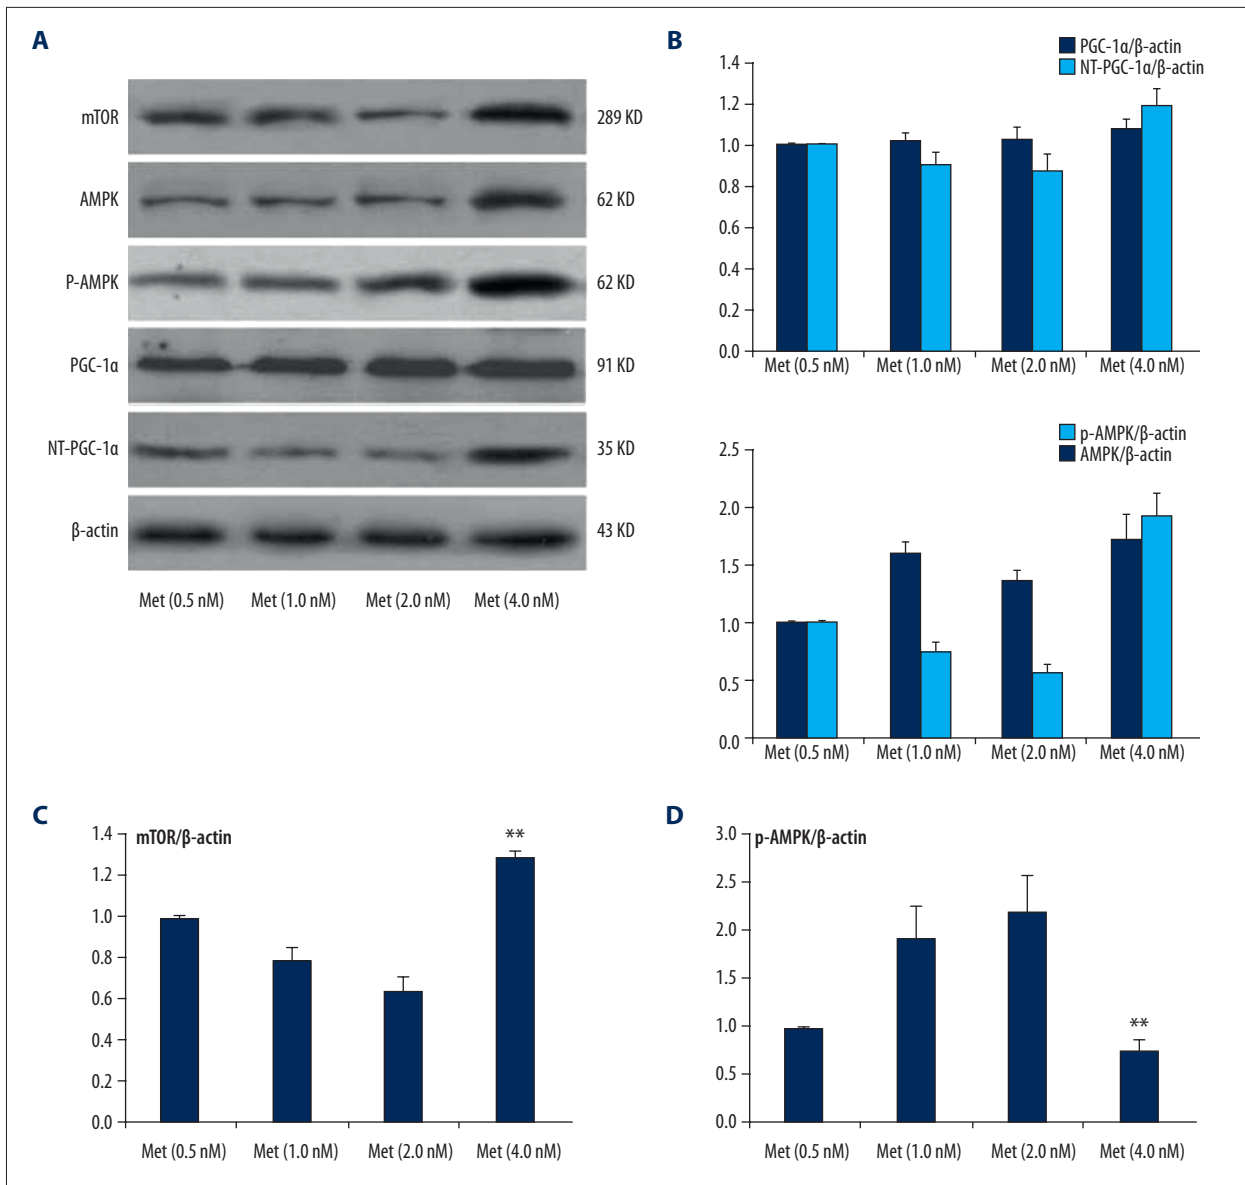 A
mTOR
289 KD
AMPK
62 KD
P-AMPK
62 KD
PGC-1α
91 KD
NT-PGC-1α
35 KD
β-actin
43 KD
Met (0.5 nM) Met (1.0 nM) Met (2.0 nM) Met (4.0 nM)
B
PGC-1α/β-actin
NT-PGC-1α/β-actin
1.4
1.2
1.0
0.8
0.6
0.4
0.2
0.0
Met (0.5 nM) Met (1.0 nM) Met (2.0 nM) Met (4.0 nM)
p-AMPK/β-actin
AMPK/β-actin
2.5
2.0
1.5
1.0
0.5
0.0
Met (0.5 nM) Met (1.0 nM) Met (2.0 nM) Met (4.0 nM)
C
mTOR/β-actin
**
1.4
1.2
1.0
0.8
0.6
0.4
0.2
0.0
Met (0.5 nM) Met (1.0 nM) Met (2.0 nM) Met (4.0 nM)
D
p-AMPK/β-actin
3.0
2.5
2.0
1.5
1.0
0.5
0.0
**
Met (0.5 nM) Met (1.0 nM) Met (2.0 nM) Met (4.0 nM)